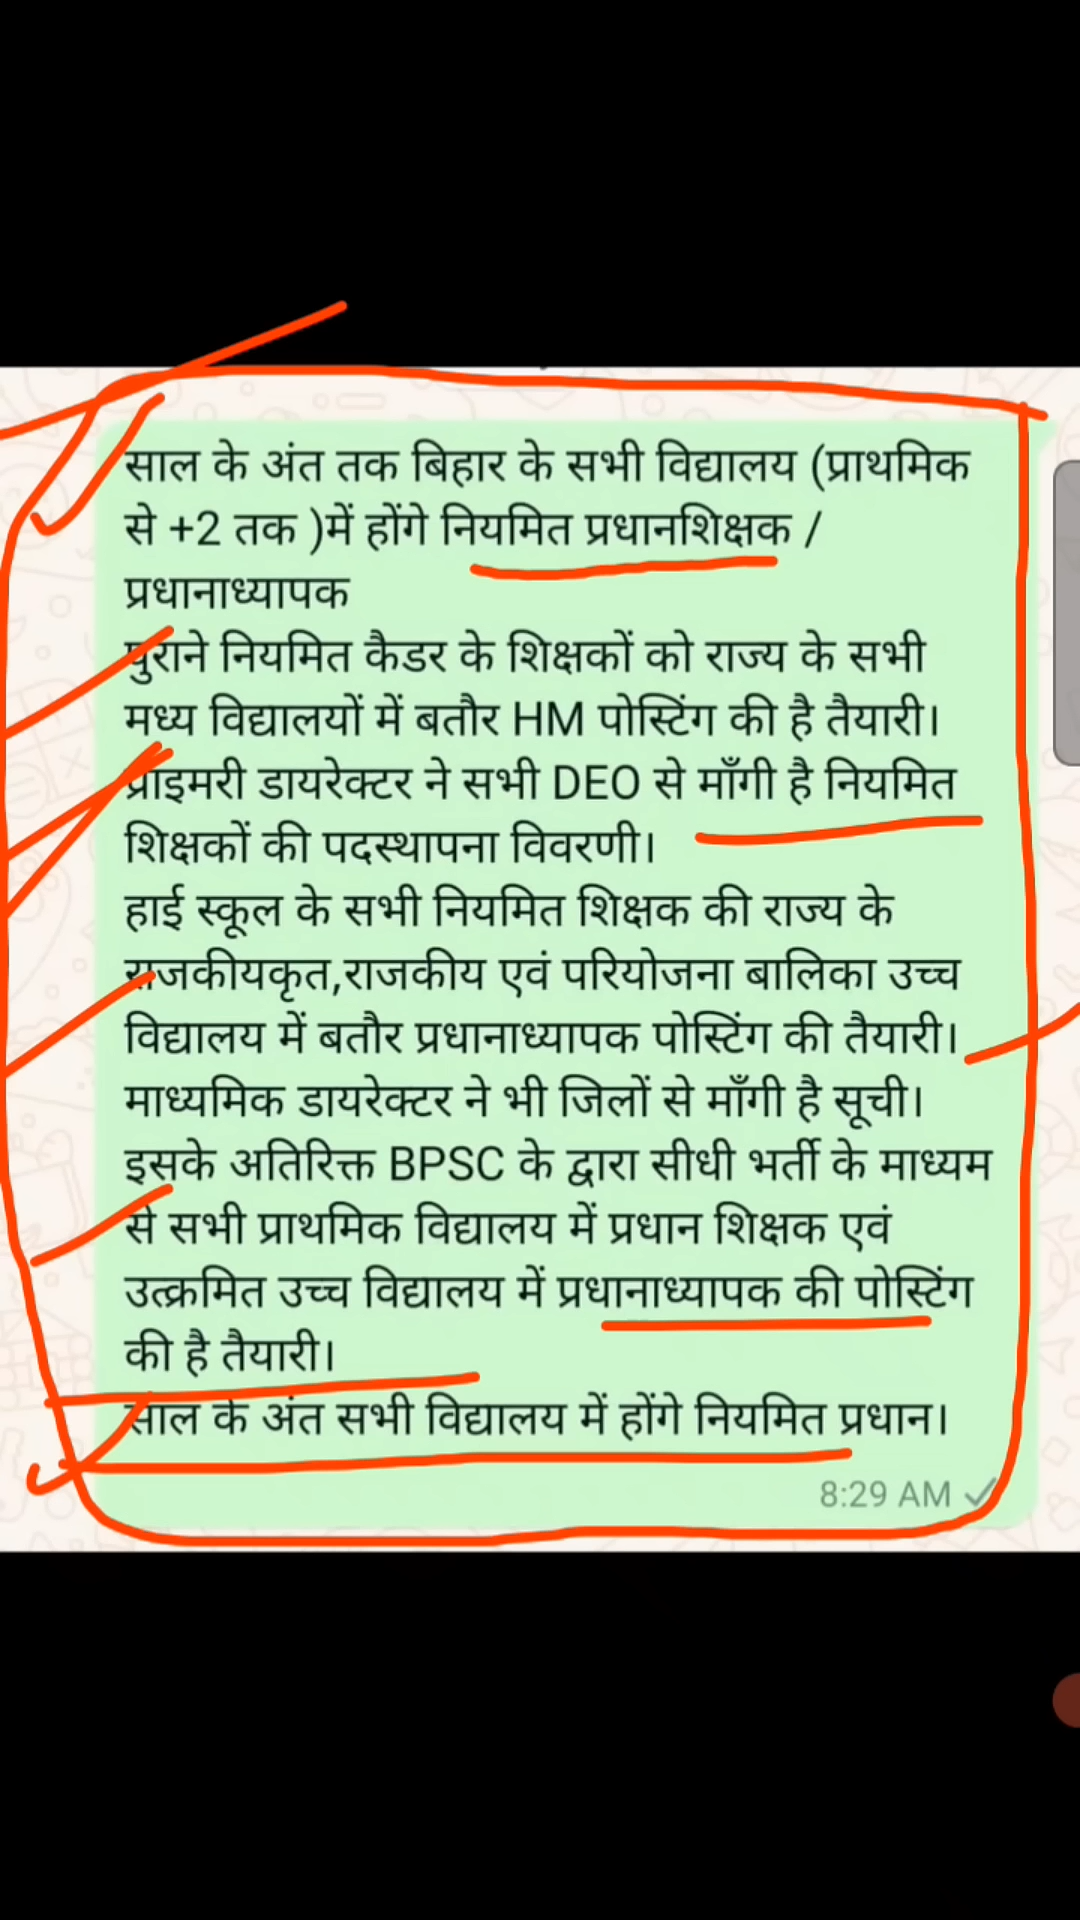 साल के अंत तक बिहार के सभी विद्यालय (प्राथमिक
से +2 तक )में होंगे नियमित प्रधानशिक्षक /
प्रधानाध्यापक
पुराने नियमित कैडर के शिक्षकों को राज्य के सभी
मध्य विद्यालयों में बतौर HM पोस्टिंग की है तैयारी।
प्राइमरी डायरेक्टर ने सभी DEO से माँगी है नियमित
शिक्षकों की पदस्थापना विवरणी।
हाई स्कूल के सभी नियमित शिक्षक की राज्य के
राजकीयकृत,राजकीय एवं परियोजना बालिका उच्च
विद्यालय में बतौर प्रधानाध्यापक पोस्टिंग की तैयारी।
माध्यमिक डायरेक्टर ने भी जिलों से माँगी है सूची।
इसके अतिरिक्त BPSC के द्वारा सीधी भर्ती के माध्यम
से सभी प्राथमिक विद्यालय में प्रधान शिक्षक एवं
उत्क्रमित उच्च विद्यालय में प्रधानाध्यापक की पोस्टिंग
की है तैयारी।
साल के अंत सभी विद्यालय में होंगे नियमित प्रधान।
8:29 AM